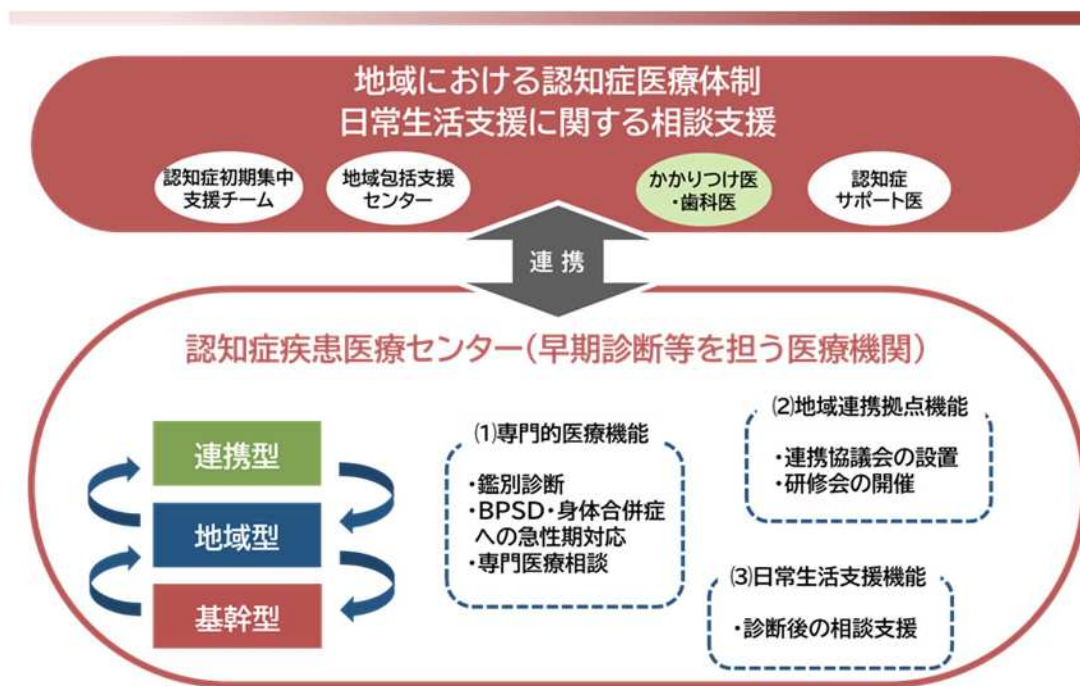 地域における認知症医療体制
日常生活支援に関する相談支援
認知症初期集中
支援チーム
地域包括支援
センター
かかりつけ医
・歯科医
認知症
サポート医
連 携
認知症疾患医療センター(早期診断等を担う医療機関)
連携型
地域型
基幹型
⑴専門的医療機能
・鑑別診断
・BPSD・身体合併症
への急性期対応
・専門医療相談
⑵地域連携拠点機能
・連携協議会の設置
・研修会の開催
⑶日常生活支援機能
・診断後の相談支援